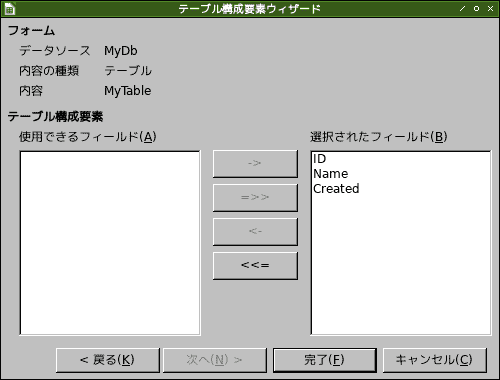 テーブル構成要素ウィザード
フォーム
データソース MyDb
内容の種類 テーブル
内容 MyTable
テーブル構成要素
使用できるフィールド(A) 選択されたフィールド(B)
->
=>>
<-
<<=
ID
Name
Created
< 戻る(K) 次へ(N) > 完了(F) キャンセル(C)